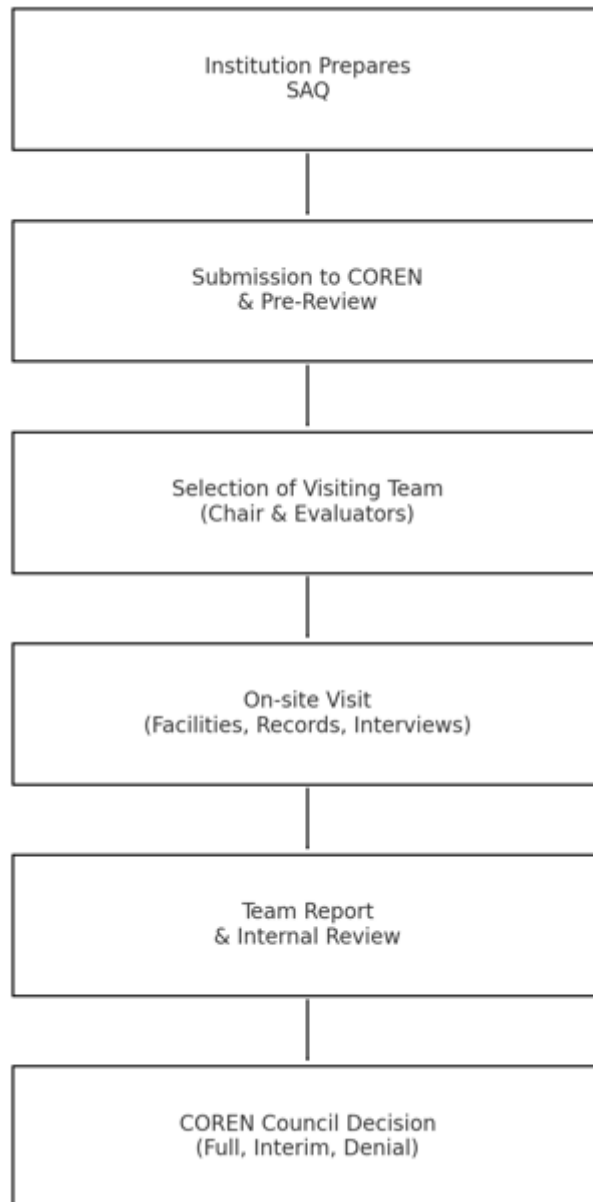 Institution Prepares
SAQ
Submission to COREN
& Pre-Review
Selection of Visiting Team
(Chair & Evaluators)
On-site Visit
(Facilities, Records, Interviews)
Team Report
& Internal Review
COREN Council Decision
(Full, Interim, Denial)